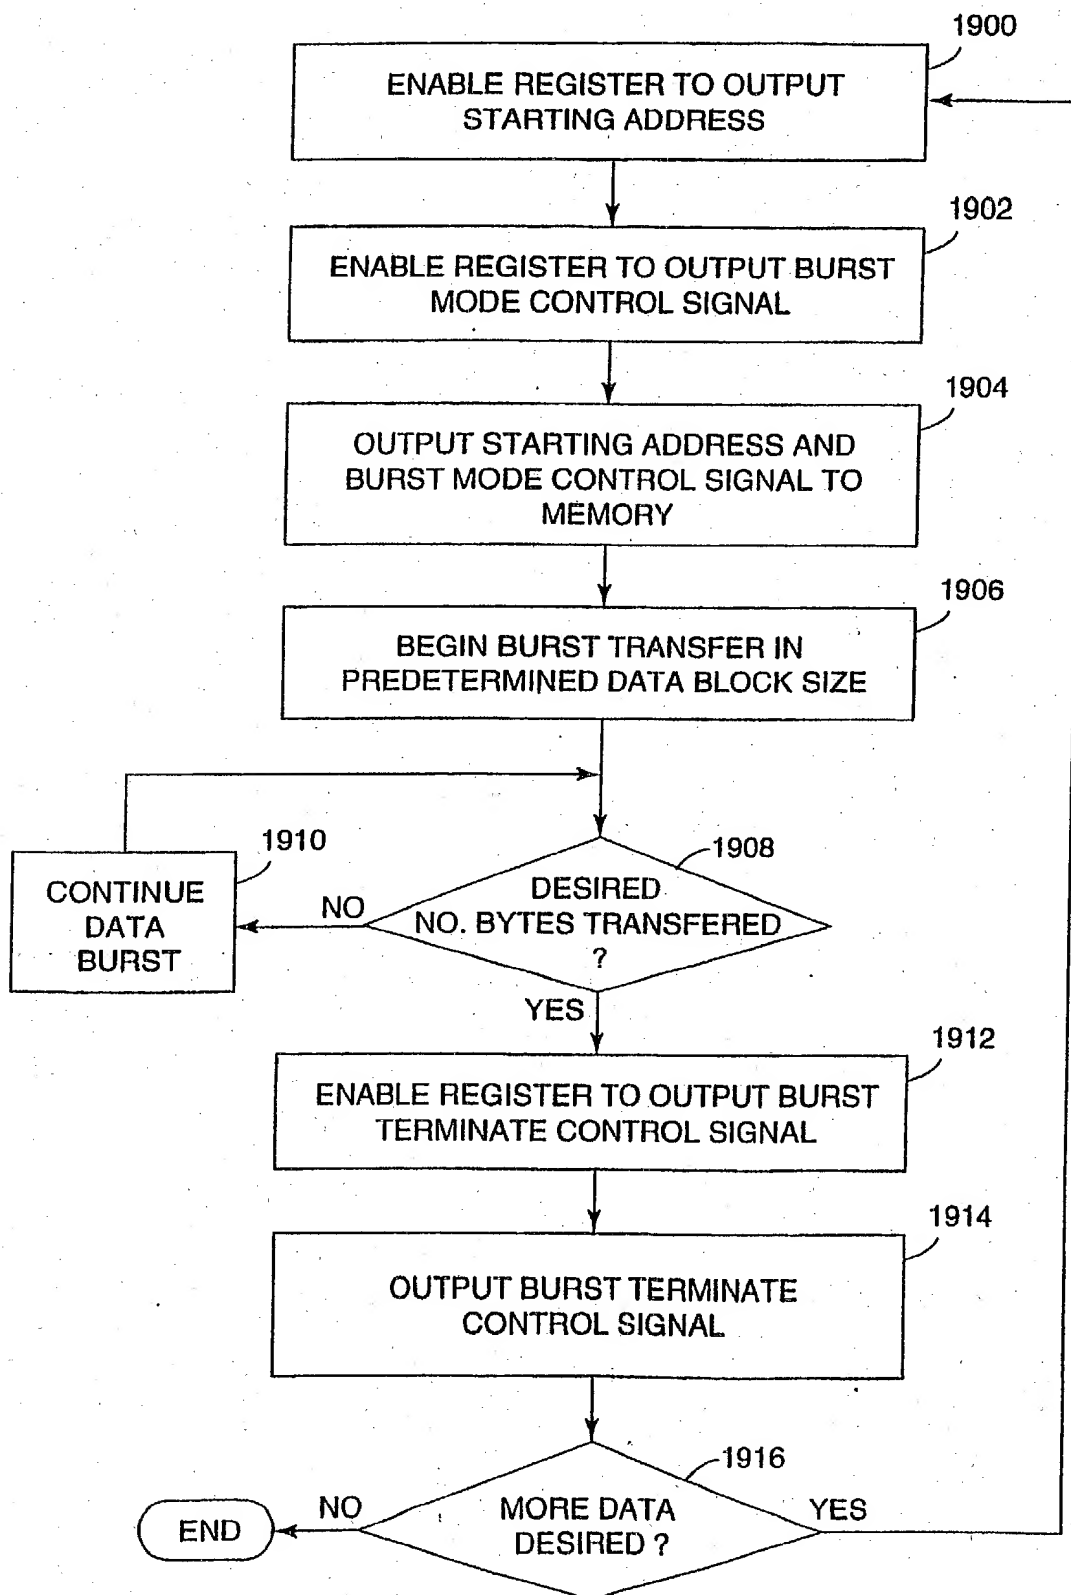 1900
ENABLE REGISTER TO OUTPUT
STARTING ADDRESS
1902
ENABLE REGISTER TO OUTPUT BURST
MODE CONTROL SIGNAL
1904
OUTPUT STARTING ADDRESS AND
BURST MODE CONTROL SIGNAL TO
MEMORY
1906
BEGIN BURST TRANSFER IN
PREDETERMINED DATA BLOCK SIZE
1910
CONTINUE
DATA
BURST
NO
1908
DESIRED
NO. BYTES TRANSFERED
?
YES
1912
ENABLE REGISTER TO OUTPUT BURST
TERMINATE CONTROL SIGNAL
1914
OUTPUT BURST TERMINATE
CONTROL SIGNAL
1916
MORE DATA
DESIRED ?
NO
YES
END